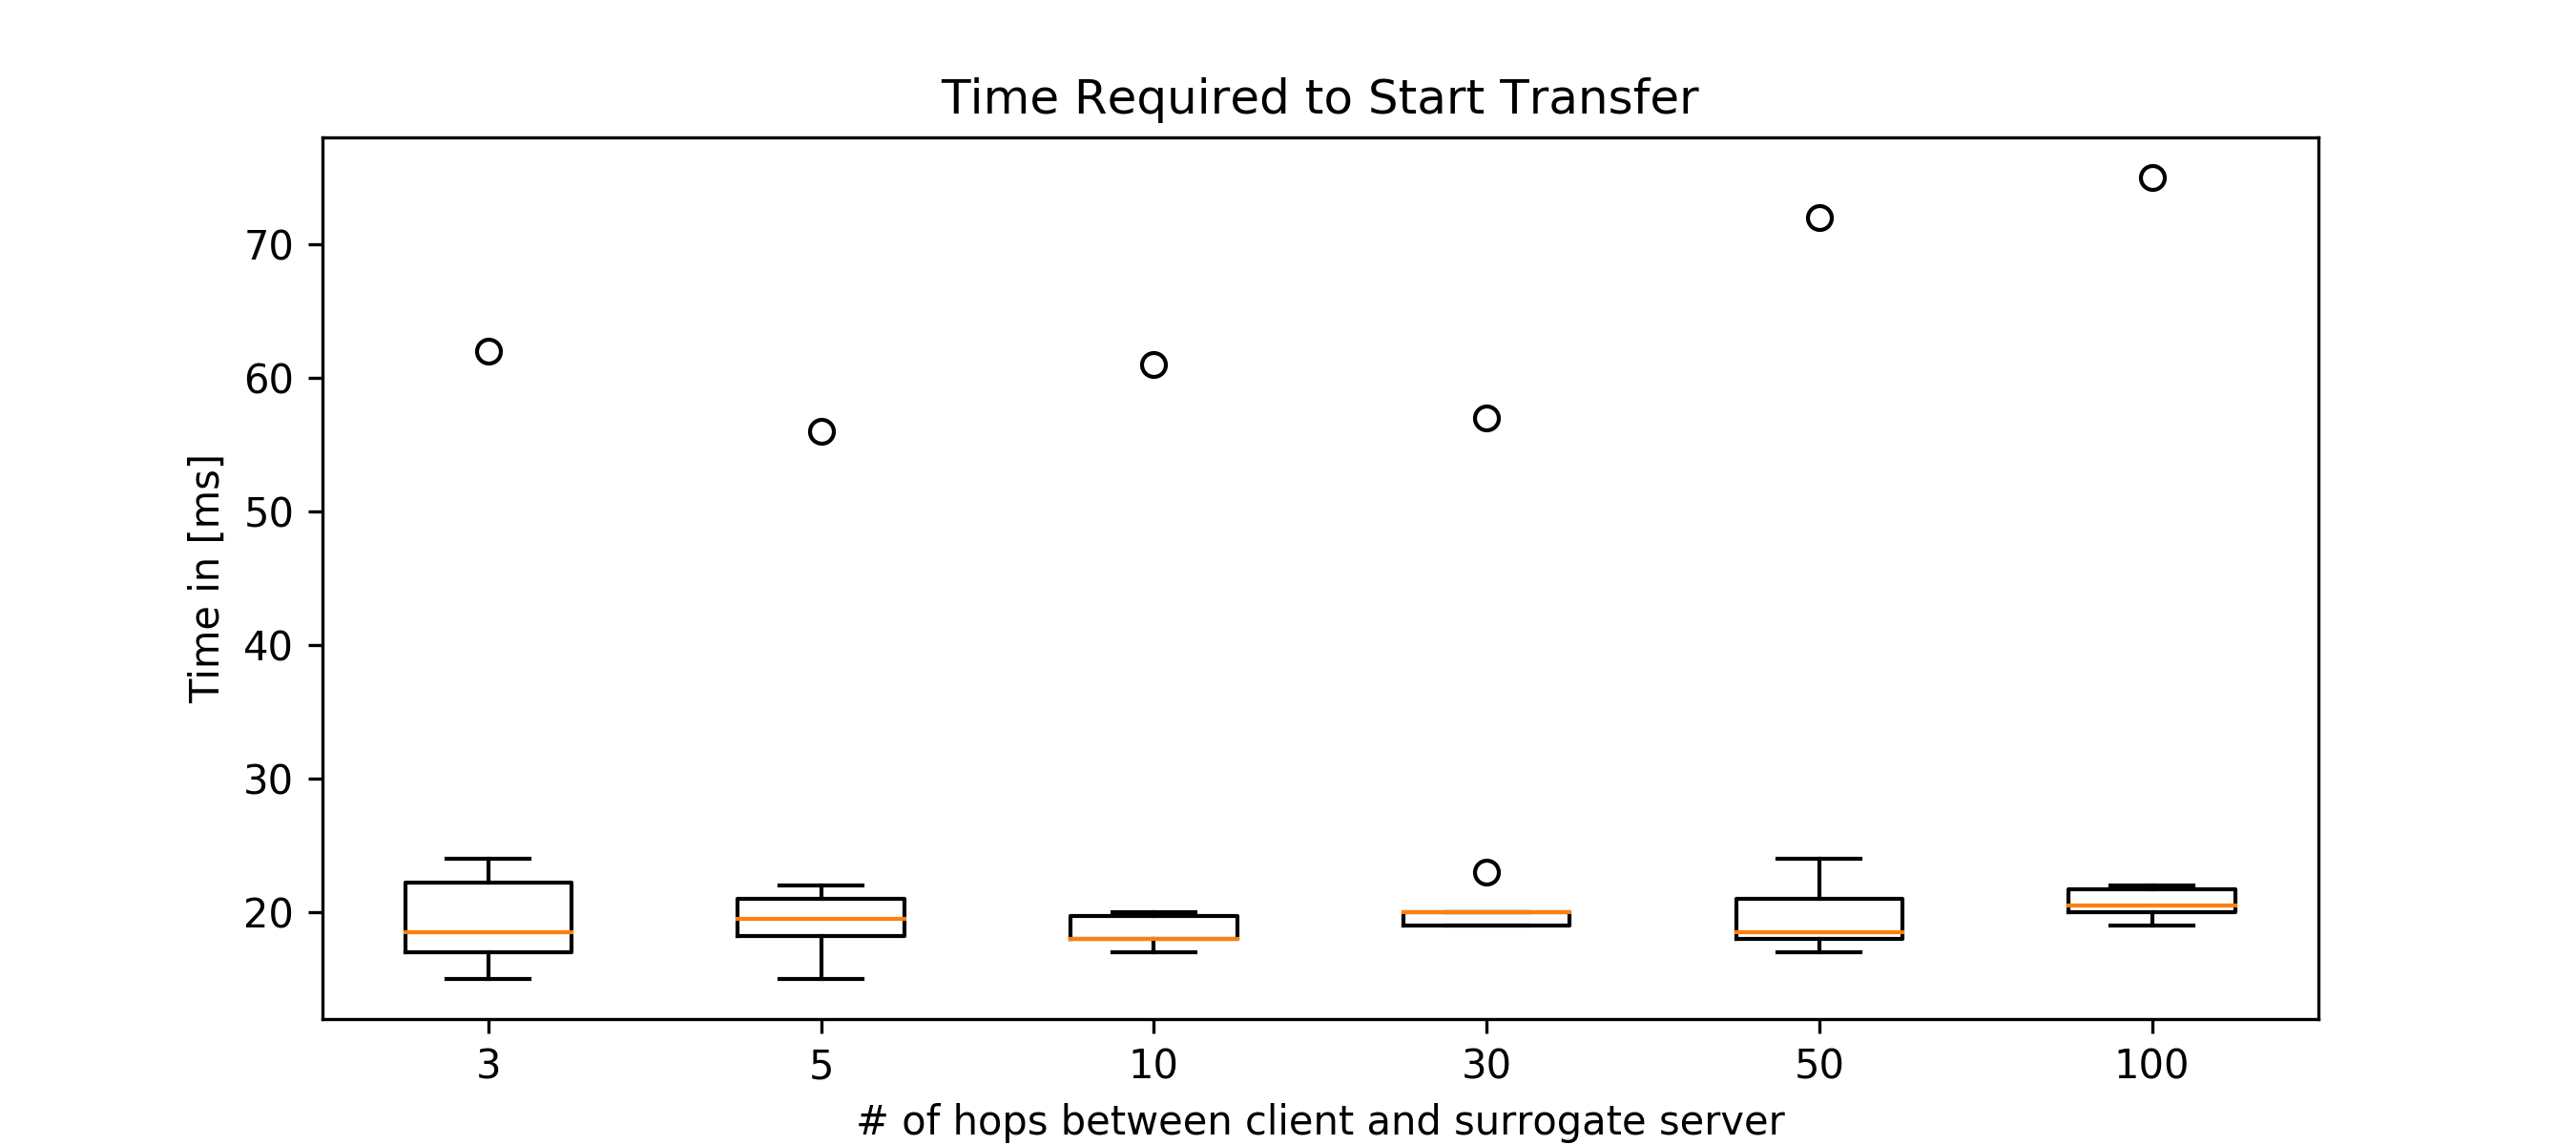 Time Required to Start Transfer
Time in [ms]
70
60
50
40
30
20
3 5 10 30 50 100
# of hops between client and surrogate server